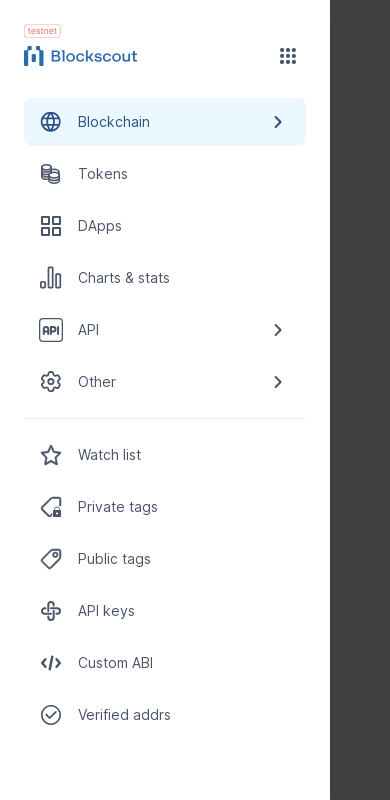 testnet
Blockscout
Blockchain
Tokens
DApps
Charts & stats
API
API
Other
Watch list
Private tags
Public tags
API keys
Custom ABI
Verified addrs